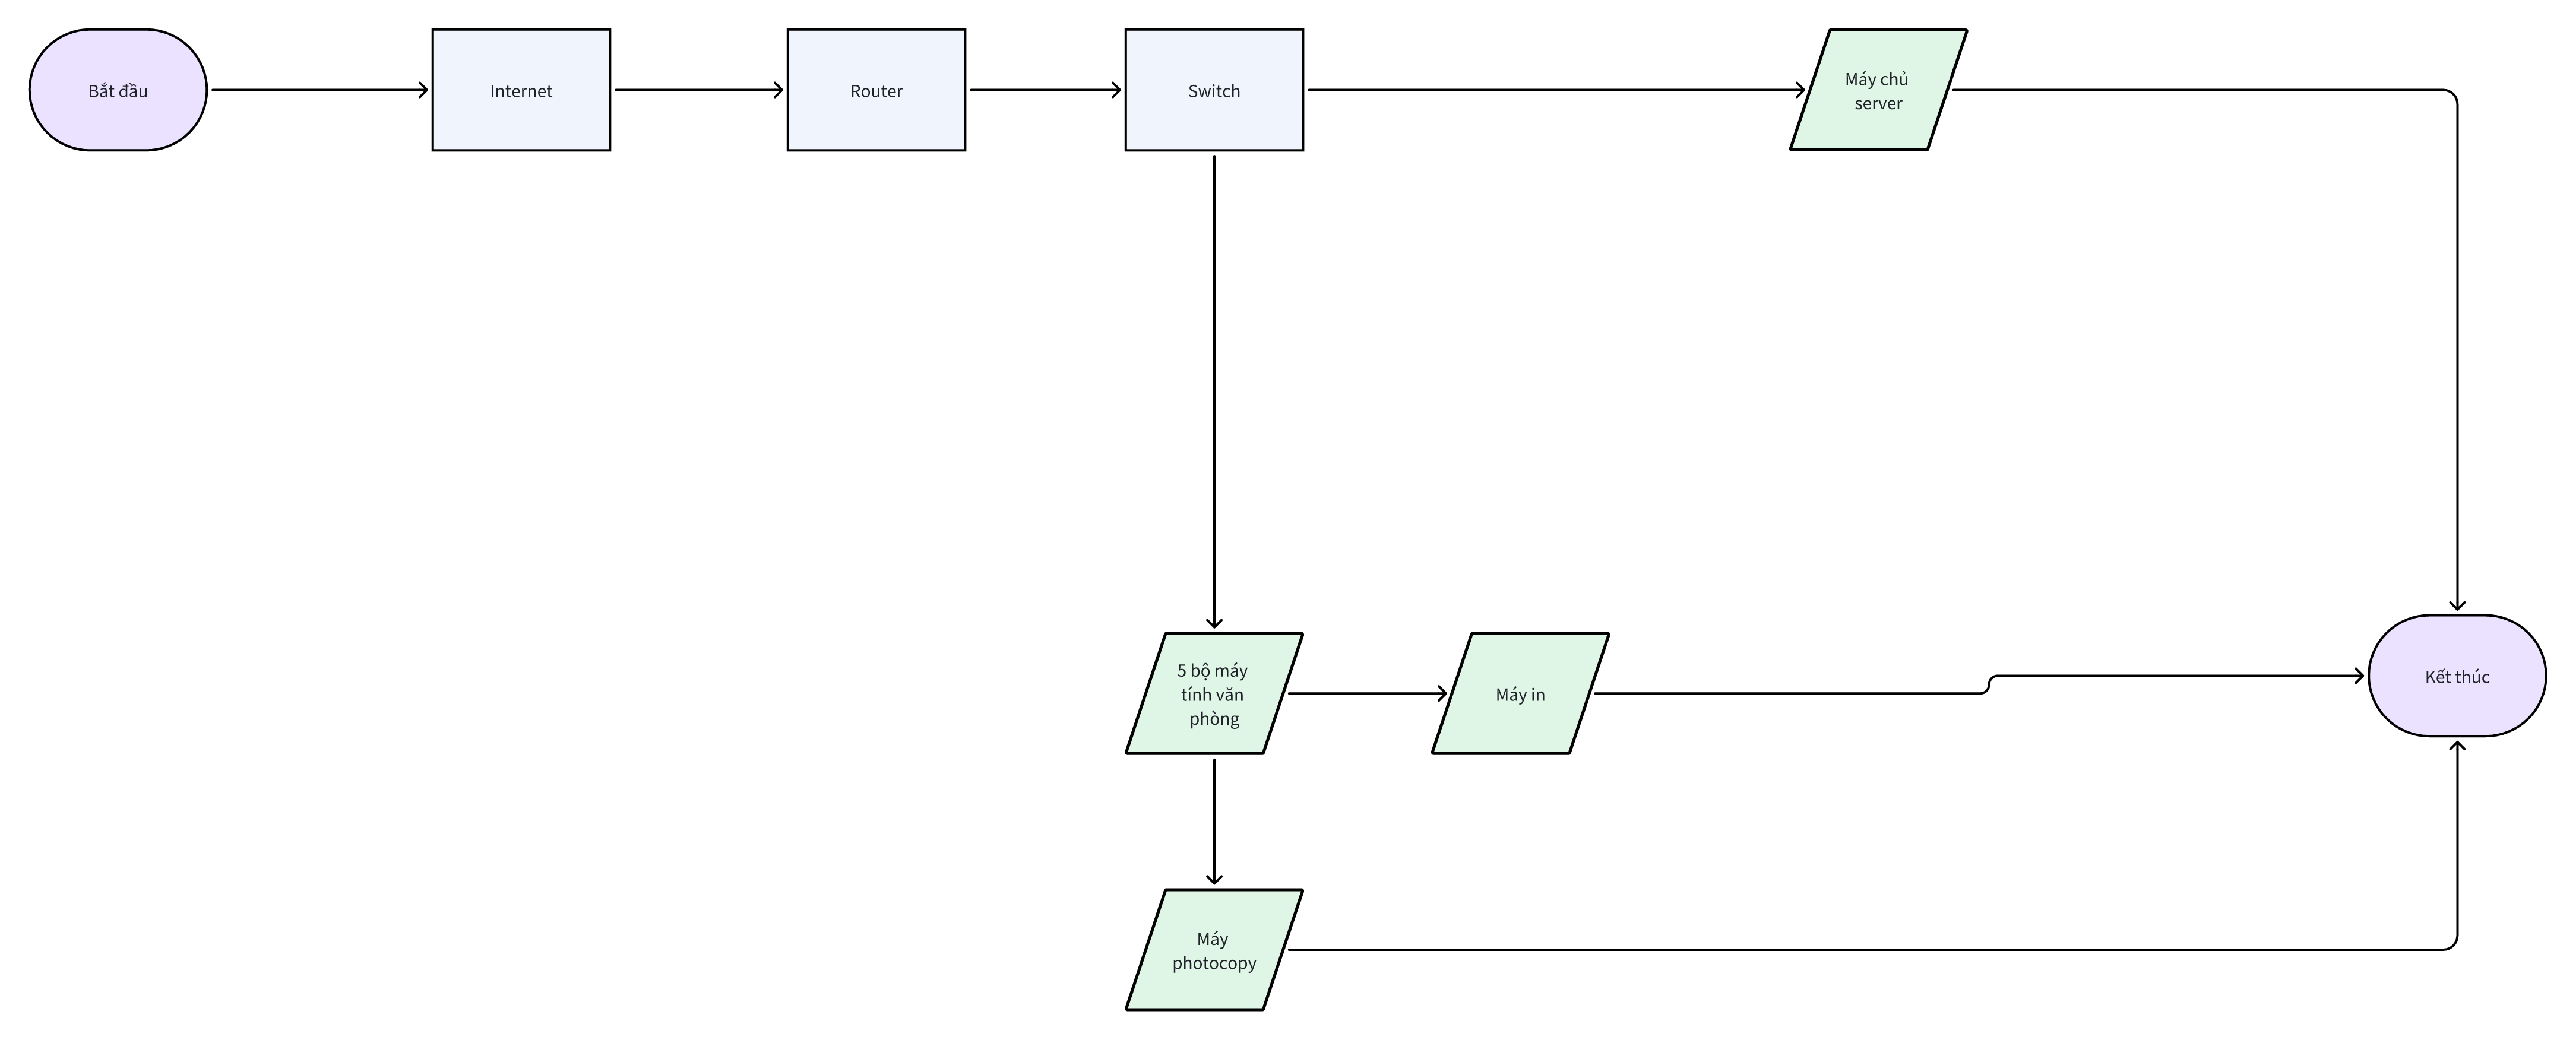 Bắt đầu
Internet
Router
Switch
Máy chủ
server
5 bộ máy
tính văn
phòng
Máy in
Kết thúc
Máy
photocopy